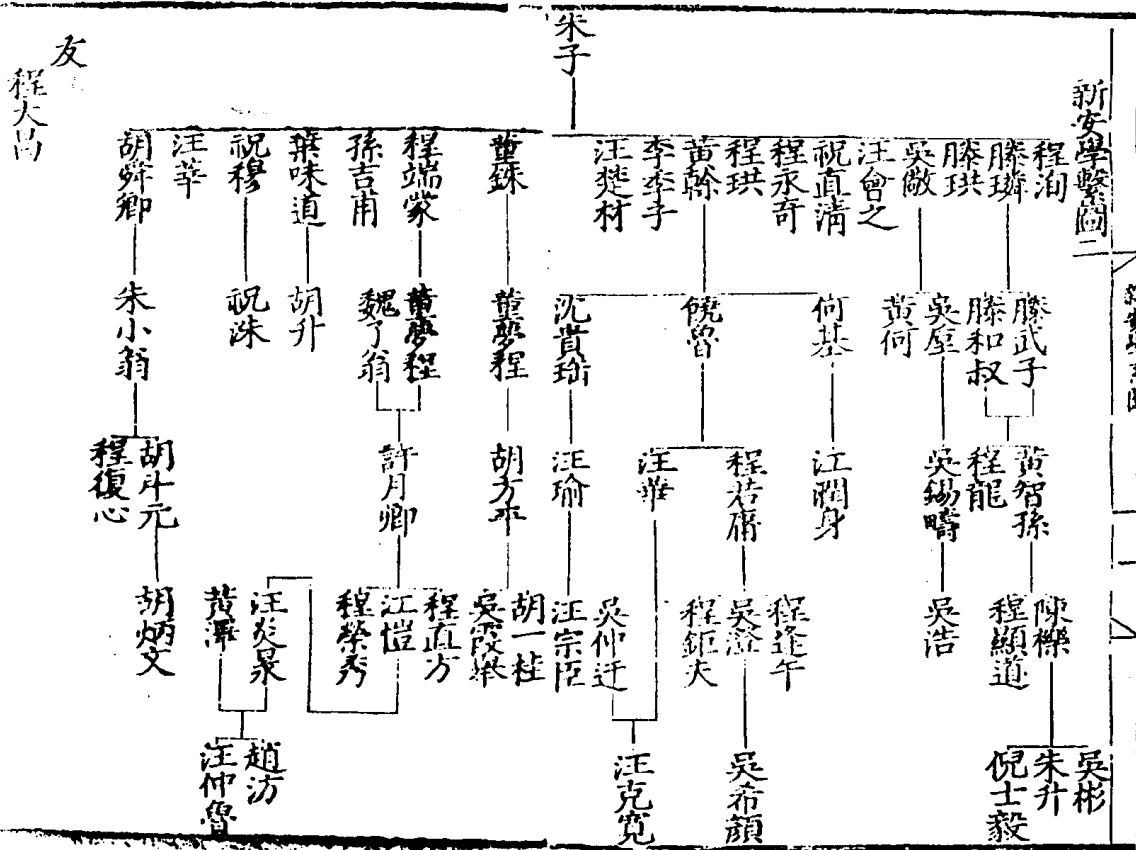 新安學繫圖二
朱子
程洵
滕璘
滕珙
吳儆
汪會之
祝直清
程永奇
程珙
黃榦
李季子
汪楚材
董銖
程端蒙
孫吉甫
葉味道
祝穆
汪莘
胡舜卿
滕武子
滕和叔
吳垕
黃何
何基
饒魯
沈貴珤
董夢程
董夢程
魏了翁
胡升
祝洙
朱小翁
黃智孫
程龍
吳錫疇
江潤身
程若庸
汪華
汪瑜
胡方平
許月卿
胡斗元
程復心
陳櫟
程顯道
吳浩
程逢午
吳澄
程鉅夫
吳仲迂
汪宗臣
胡一桂
吳霞舉
程直方
江愷
程榮秀
汪炎㫤
黃澤
胡炳文
吳彬
朱升
倪士毅
吳希顏
汪克寬
趙汸
汪仲魯
友
程大昌